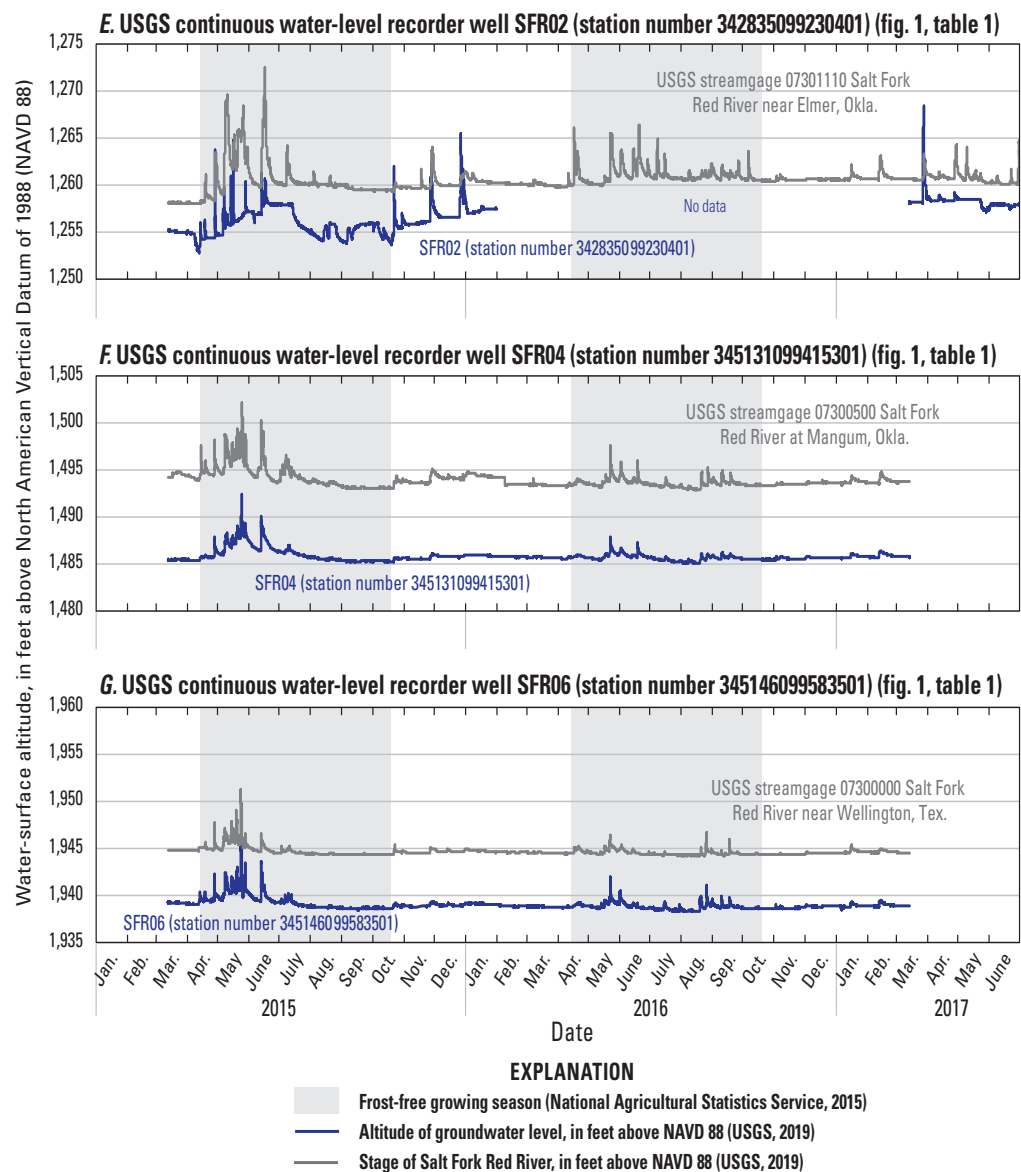 Water-surface altitude, in feet above North American Vertical Datum of 1988 (NAVD 88)
E. USGS continuous water-level recorder well SFR02 (station number 342835099230401) (fig. 1, table 1)
1,275
1,270
1,265
1,260
1,255
1,250
USGS streamgage 07301110 Salt Fork
Red River near Elmer, Okla.
No data
SFR02 (station number 342835099230401)
F. USGS continuous water-level recorder well SFR04 (station number 345131099415301) (fig. 1, table 1)
1,505
1,500
1,495
1,490
1,485
1,480
USGS streamgage 07300500 Salt Fork
Red River at Mangum, Okla.
SFR04 (station number 345131099415301)
G. USGS continuous water-level recorder well SFR06 (station number 345146099583501) (fig. 1, table 1)
1,960
1,955
1,950
1,945
1,940
1,935
USGS streamgage 07300000 Salt Fork
Red River near Wellington, Tex.
SFR06 (station number 345146099583501)
Jan. Feb. Mar. Apr. May June July Aug. Sep. Oct. Nov. Dec. Jan. Feb. Mar. Apr. May June July Aug. Sep. Oct. Nov. Dec. Jan. Feb. Mar. Apr. May June
2015 2016 2017
Date
EXPLANATION
Frost-free growing season (National Agricultural Statistics Service, 2015)
Altitude of groundwater level, in feet above NAVD 88 (USGS, 2019)
Stage of Salt Fork Red River, in feet above NAVD 88 (USGS, 2019)